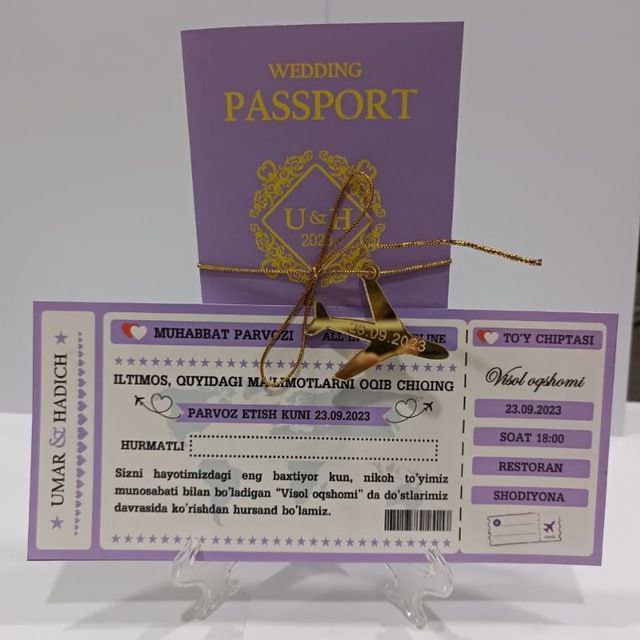 WEDDING
PASSPORT
U & H
2023
23.09.2023
UMAR & HADICH
MUHABBAT PARVOZI
ILTIMOS, QUYIDAGI MA'LIMOTLARNI OQIB CHIQING
PARVOZ ETISH KUNI 23.09.2023
HURMATLI
Sizni hayotimizdagi eng baxtiyor kun, nikoh to'yimiz
munosabati bilan bo'ladigan "Visol oqshomi" da do'stlarimiz
davrasida ko'rishdan hursand bo'lamiz.
TO'Y CHIPTASI
Visol oqshomi
23.09.2023
SOAT 18:00
RESTORAN
SHODIYONA